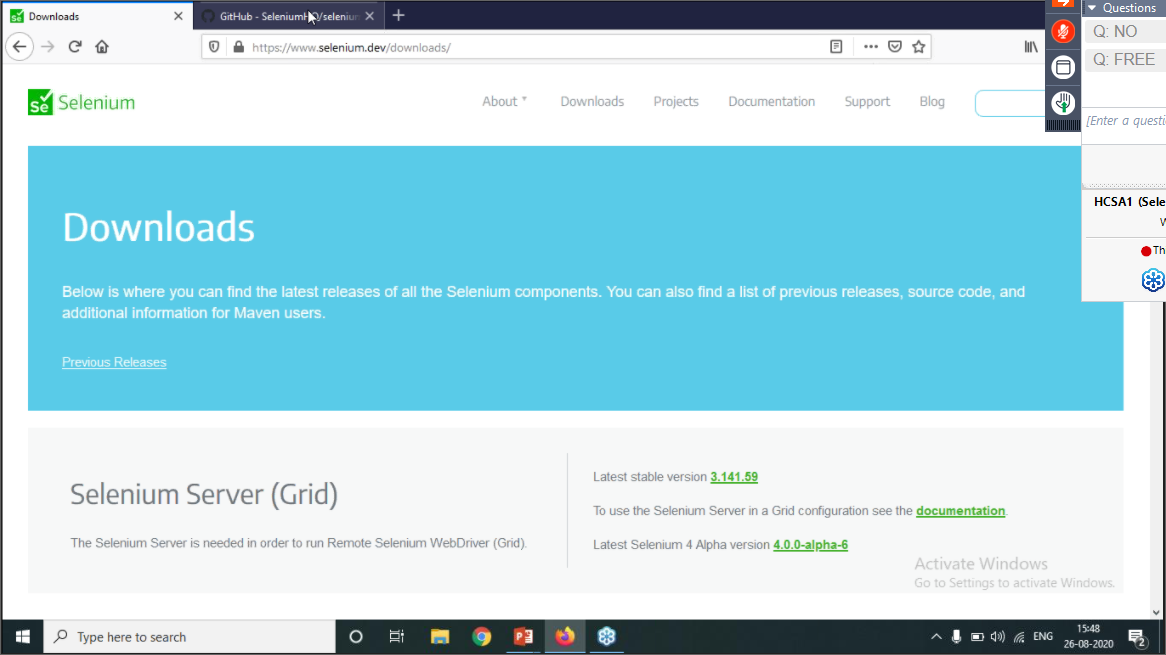 Downloads
GitHub - SeleniumHQ/selenium
https://www.selenium.dev/downloads/
Questions
Q: NO
Q: FREE
[Enter a questi
HCSA1 (Sele
W
Th
Se Selenium
About
Downloads
Projects
Documentation
Support
Blog
Downloads
Below is where you can find the latest releases of all the Selenium components. You can also find a list of previous releases, source code, and
additional information for Maven users.
Previous Releases
Selenium Server (Grid)
The Selenium Server is needed in order to run Remote Selenium WebDriver (Grid).
Latest stable version 3.141.59
To use the Selenium Server in a Grid configuration see the documentation.
Latest Selenium 4 Alpha version 4.0.0-alpha-6
Activate Windows
Go to Settings to activate Windows.
Type here to search
ENG
15:48
26-08-2020
2